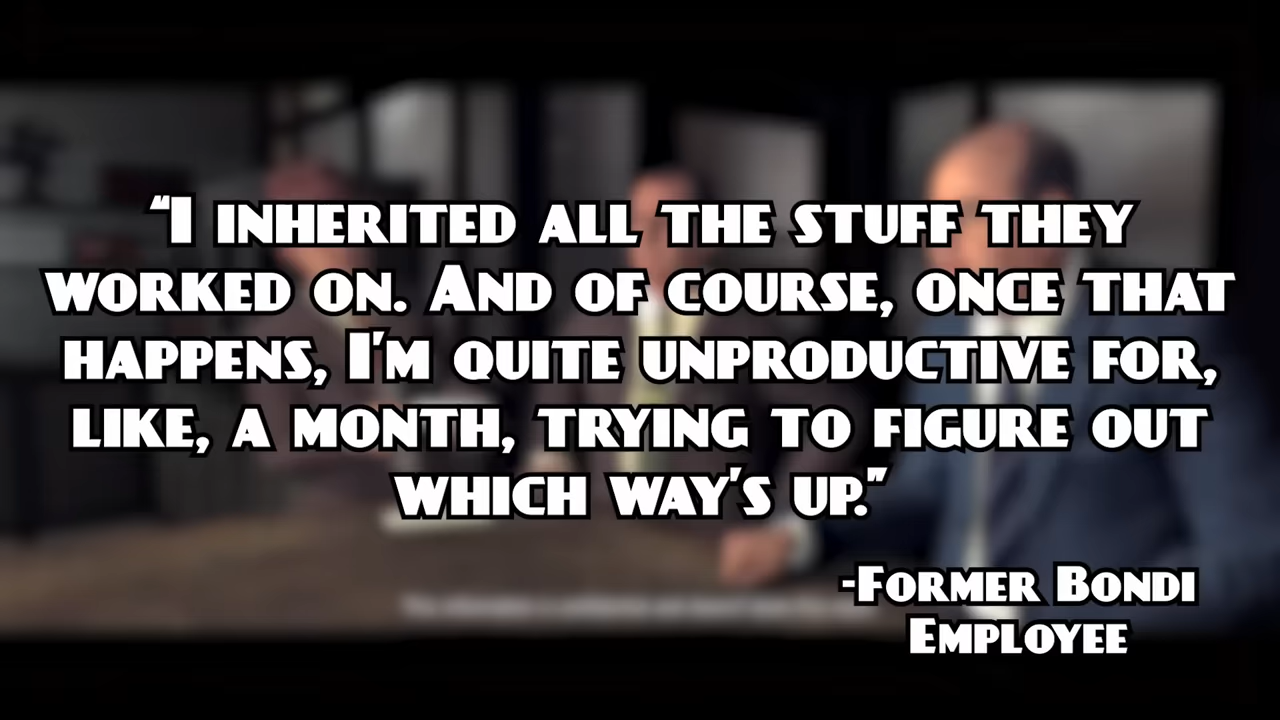 “I inherited all the stuff they
worked on. And of course, once that
happens, I'm quite unproductive for,
like, a month, trying to figure out
which way's up."
-Former Bondi
Employee